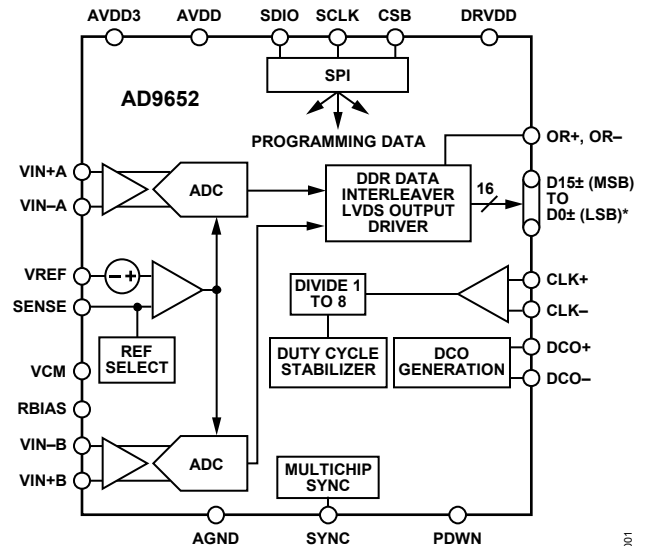 AVDD3 AVDD SDIO SCLK CSB DRVDD
SPI
AD9652
PROGRAMMING DATA
OR+, OR–
VIN+A
VIN–A
ADC
DDR DATA
INTERLEAVER
LVDS OUTPUT
DRIVER
16
D15± (MSB)
TO
D0± (LSB)*
VREF
– +
SENSE
REF
SELECT
DIVIDE 1
TO 8
CLK+
CLK–
DUTY CYCLE
STABILIZER
DCO
GENERATION
DCO+
DCO–
VCM
RBIAS
VIN–B
VIN+B
ADC
MULTICHIP
SYNC
AGND SYNC PDWN